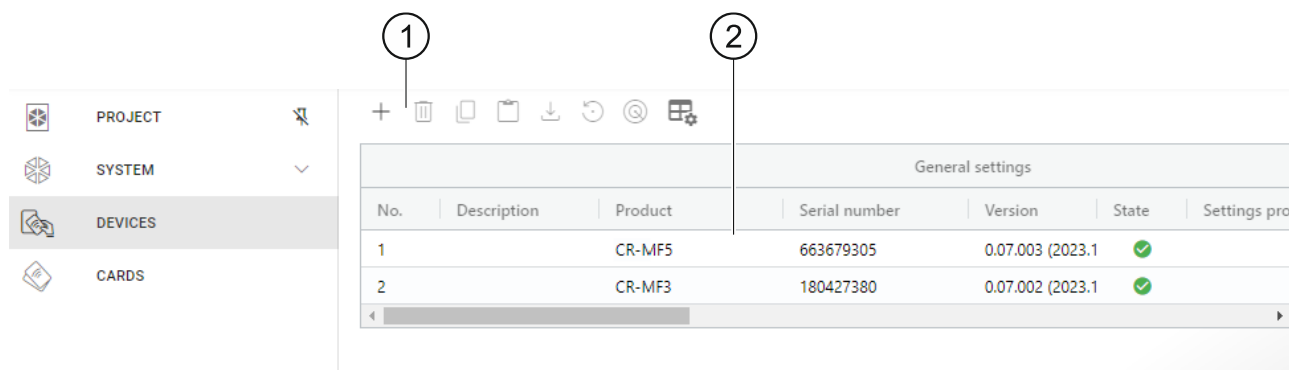 1 2
PROJECT
SYSTEM
DEVICES
CARDS
General settings
No. Description Product Serial number Version State Settings pro
1 CR-MF5 663679305 0.07.003 (2023.1
2 CR-MF3 180427380 0.07.002 (2023.1